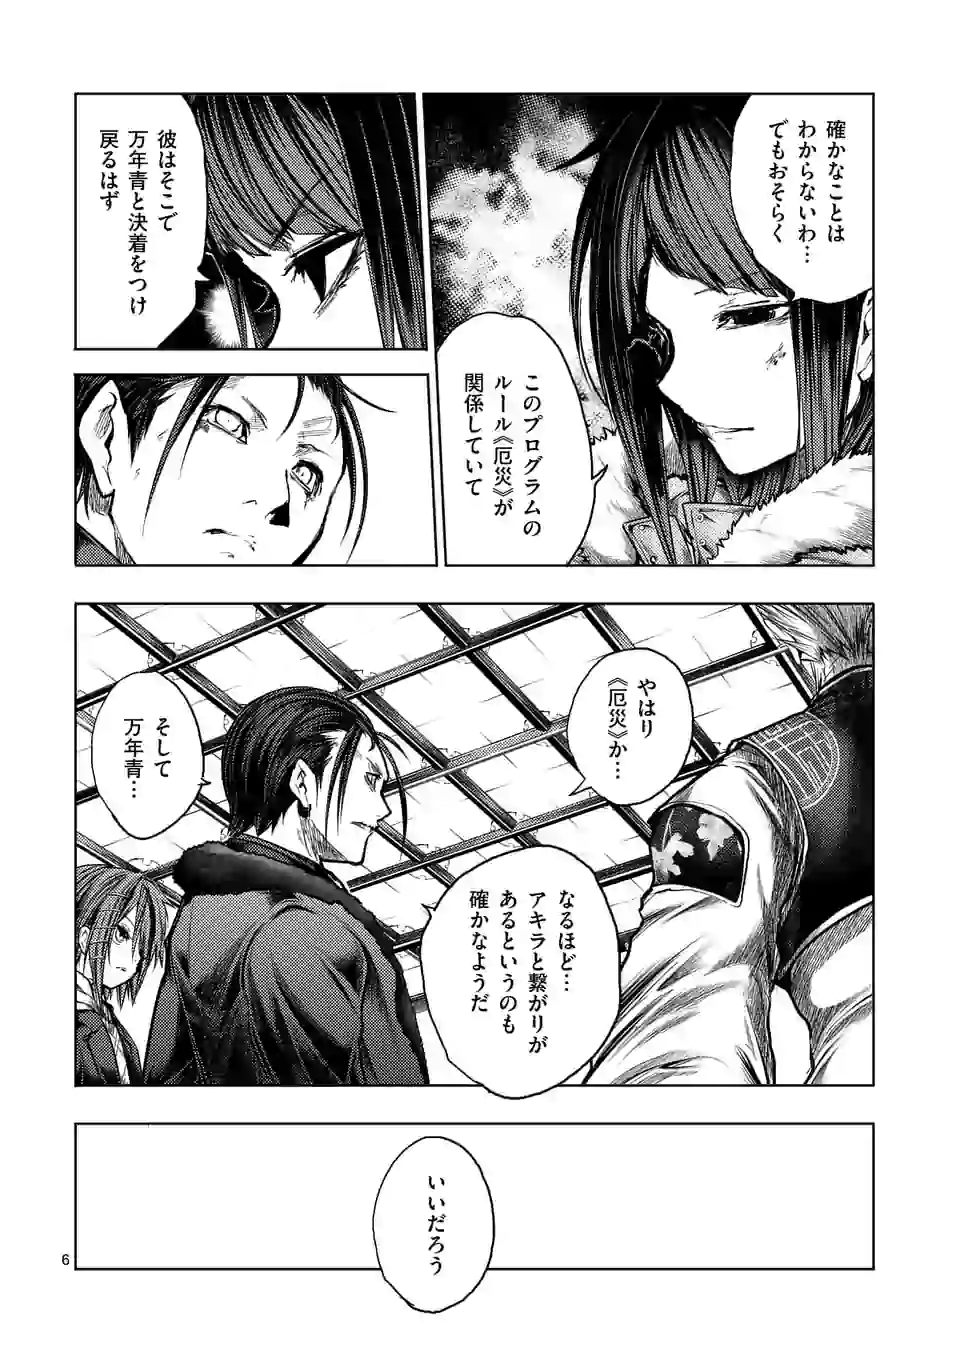 確かなことは
わからないわ…
でもおそらく
このプログラムの
ルール《厄災》が
関係していて
彼はそこで
万年青と決着をつけ
戻るはず
やはり
《厄災》か…
なるほど…
アキラと繋がりが
あるというのも
確かなようだ
そして
万年青…
いいだろう
6